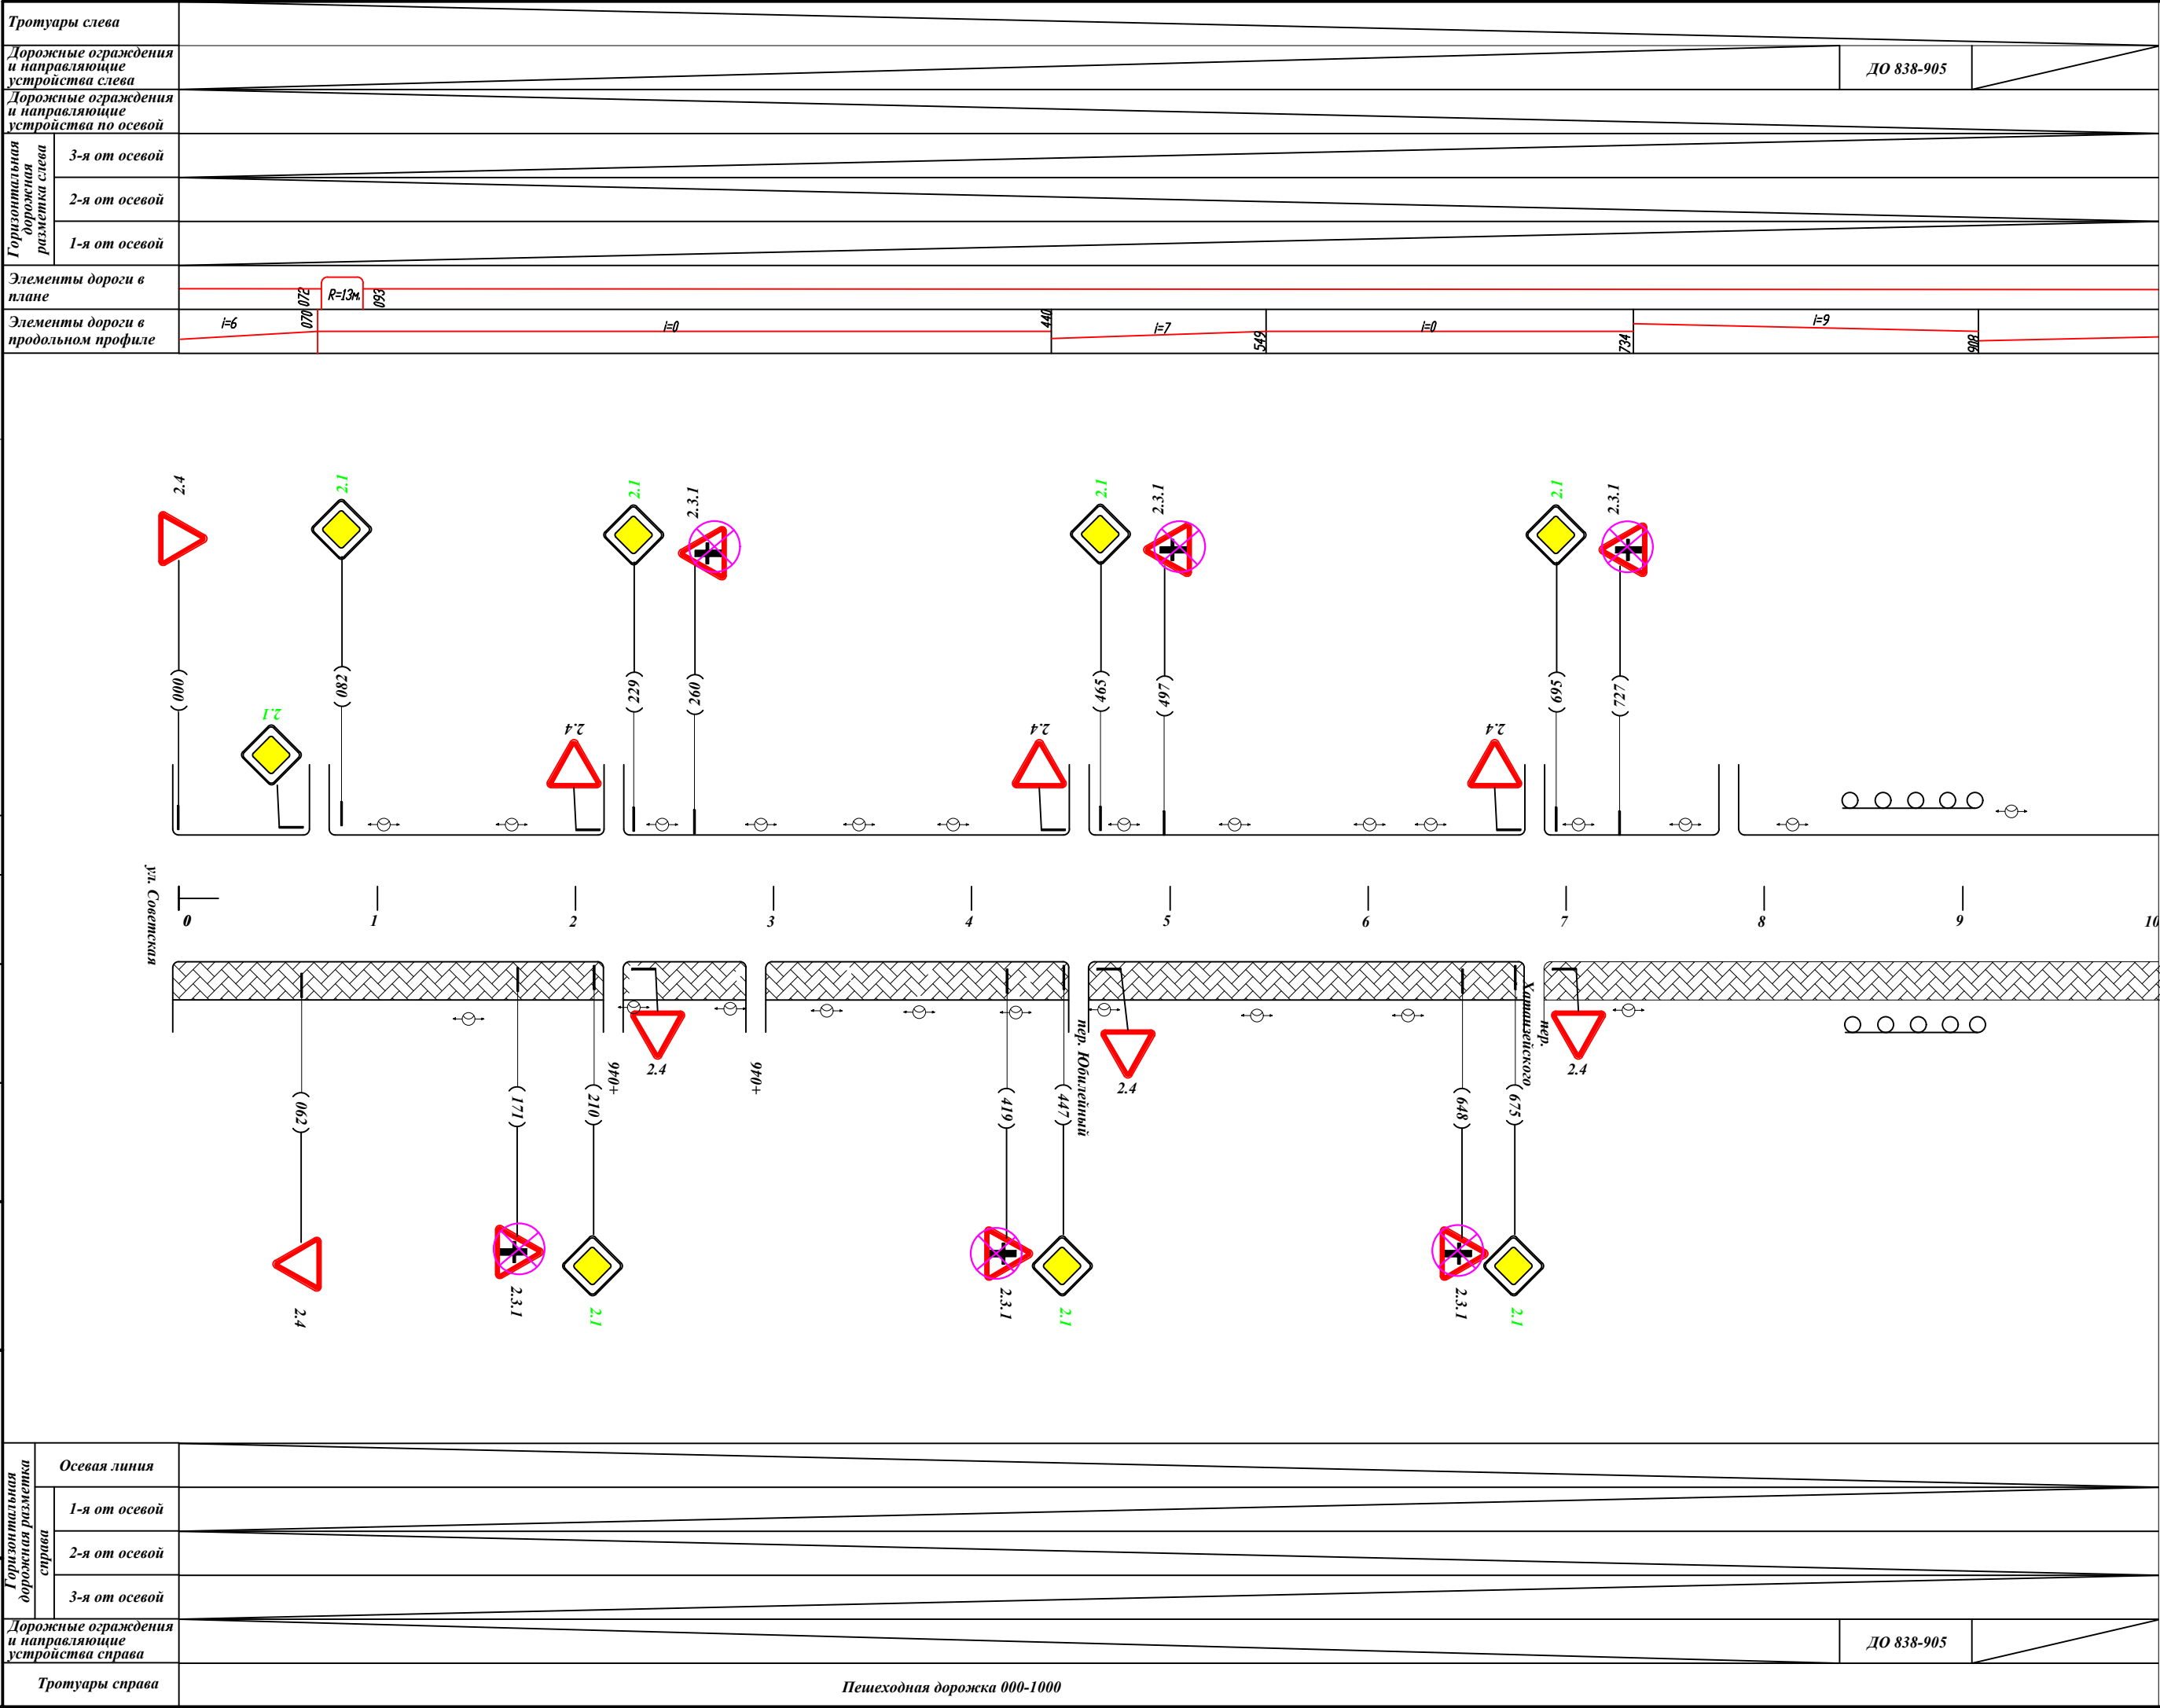 Тротуары слева
Дорожные ограждения
и направляющие
устройства слева
ДО 838-905
Дорожные ограждения
и направляющие
устройства по осевой
Горизонтальная
дорожная
разметка слева
3-я от осевой
2-я от осевой
1-я от осевой
Элементы дороги в
плане
072
R=13м.
093
Элементы дороги в
продольном профиле
i=6
070
i=0
440
i=7
549
i=0
734
i=9
908
2.4
2.1
2.1
2.3.1
2.1
2.3.1
2.1
2.3.1
000
082
229
260
465
497
695
727
2.1
2.4
2.4
2.4
ул. Советская
0
1
2
3
4
5
6
7
8
9
10
940+
940+
пер. Юбилейный
пер.
2.4
2.4
2.4
062
171
210
419
447
648
675
2.4
2.3.1
2.1
2.3.1
2.1
2.3.1
2.1
Горизонтальная
дорожная разметка
справа
Осевая линия
1-я от осевой
2-я от осевой
3-я от осевой
Дорожные ограждения
и направляющие
устройства справа
ДО 838-905
Тротуары справа
Пешеходная дорожка 000-1000